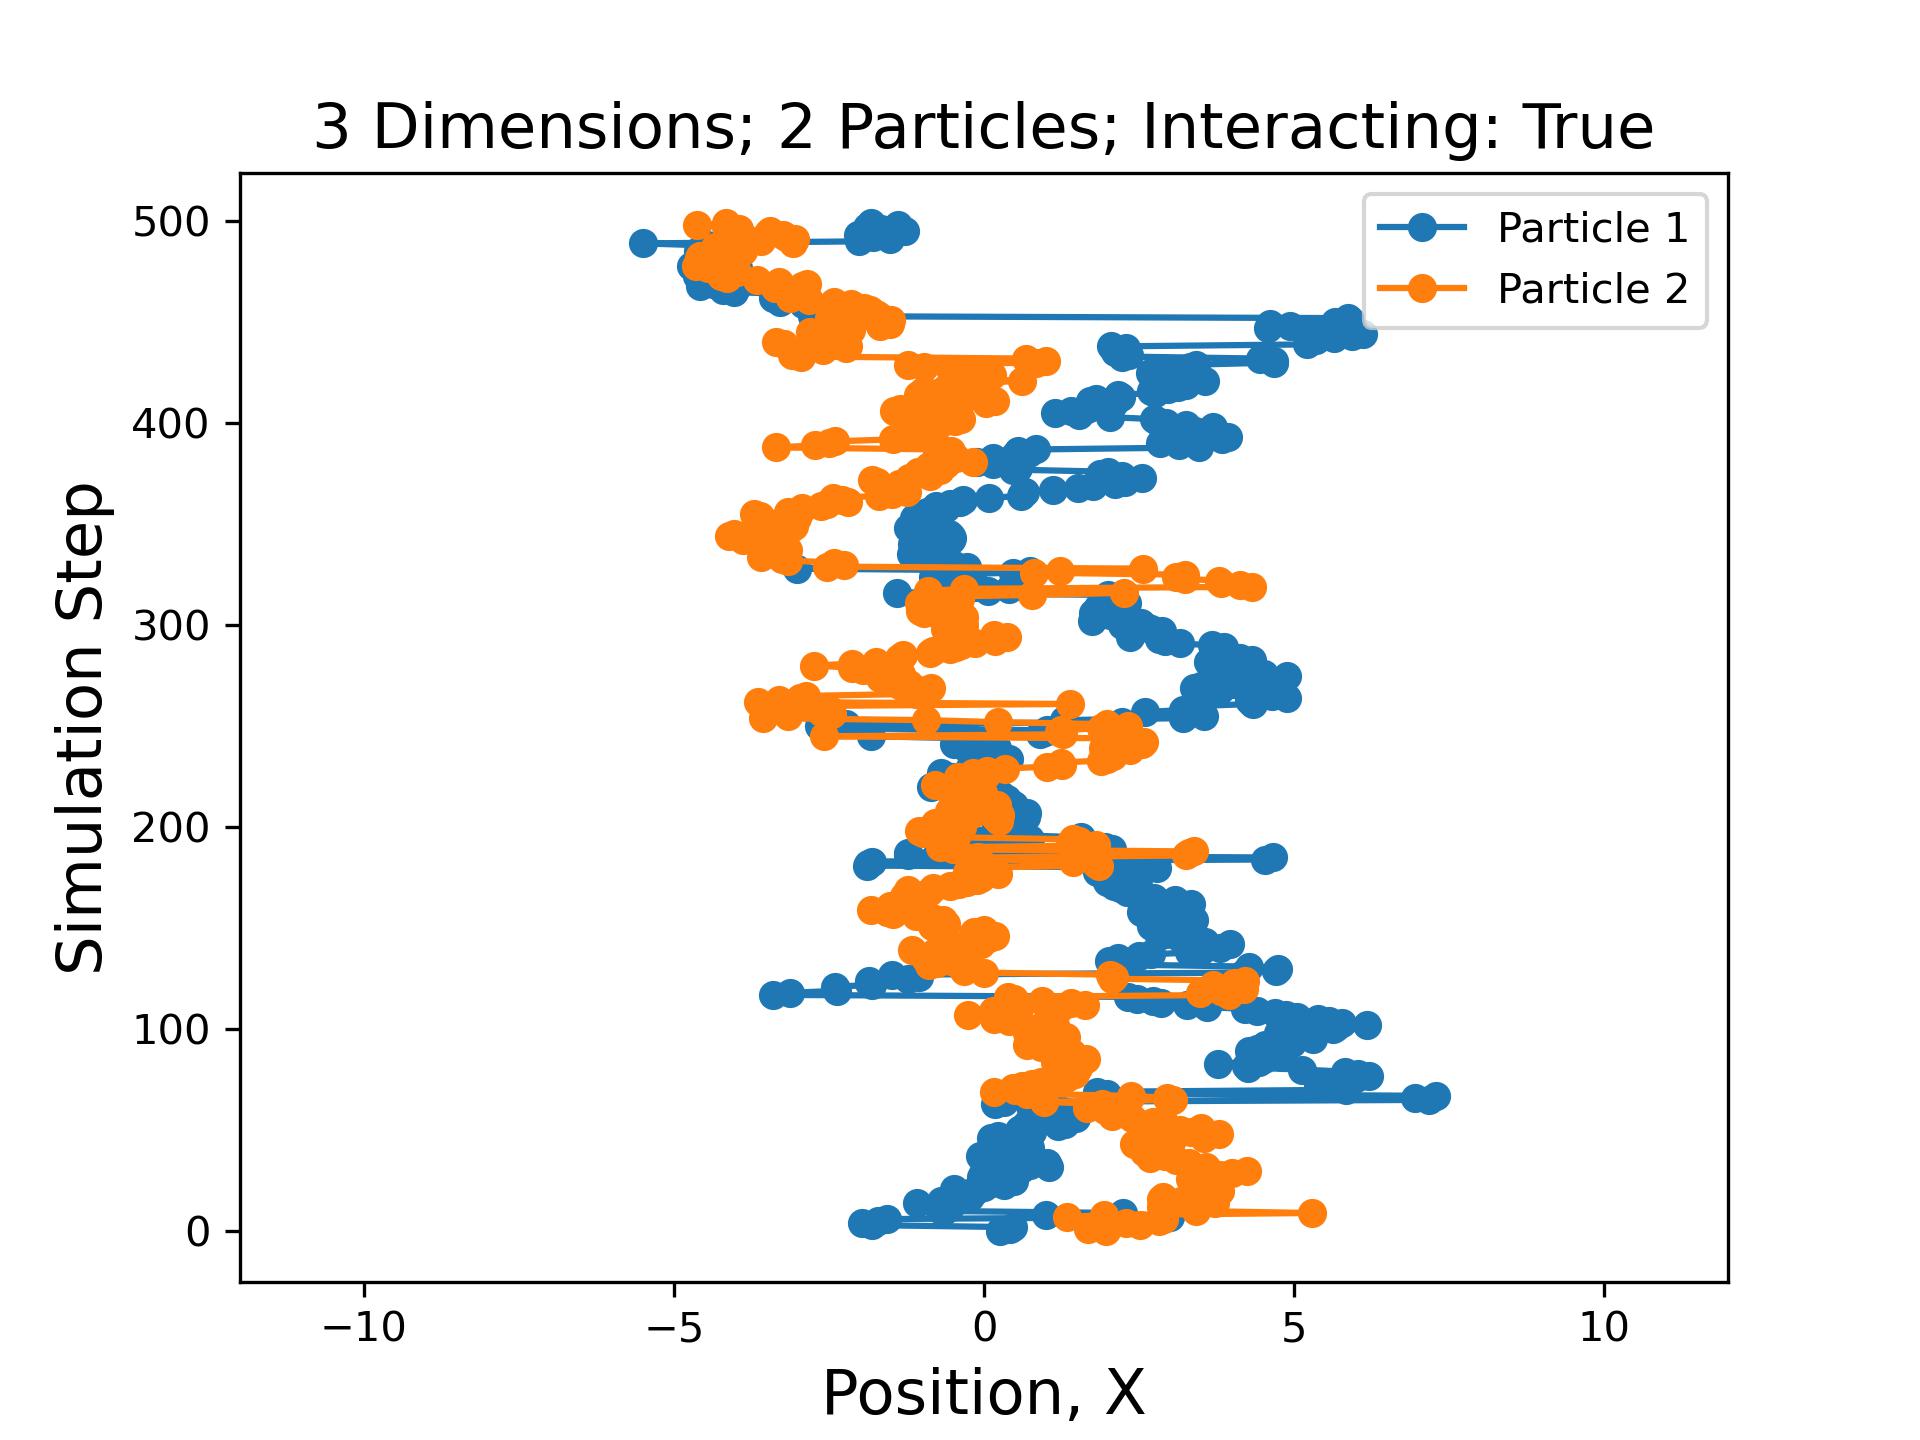 3 Dimensions; 2 Particles; Interacting: True
Particle 1
Particle 2
Simulation Step
500
400
300
200
100
0
−10
−5
0
5
10
Position, X